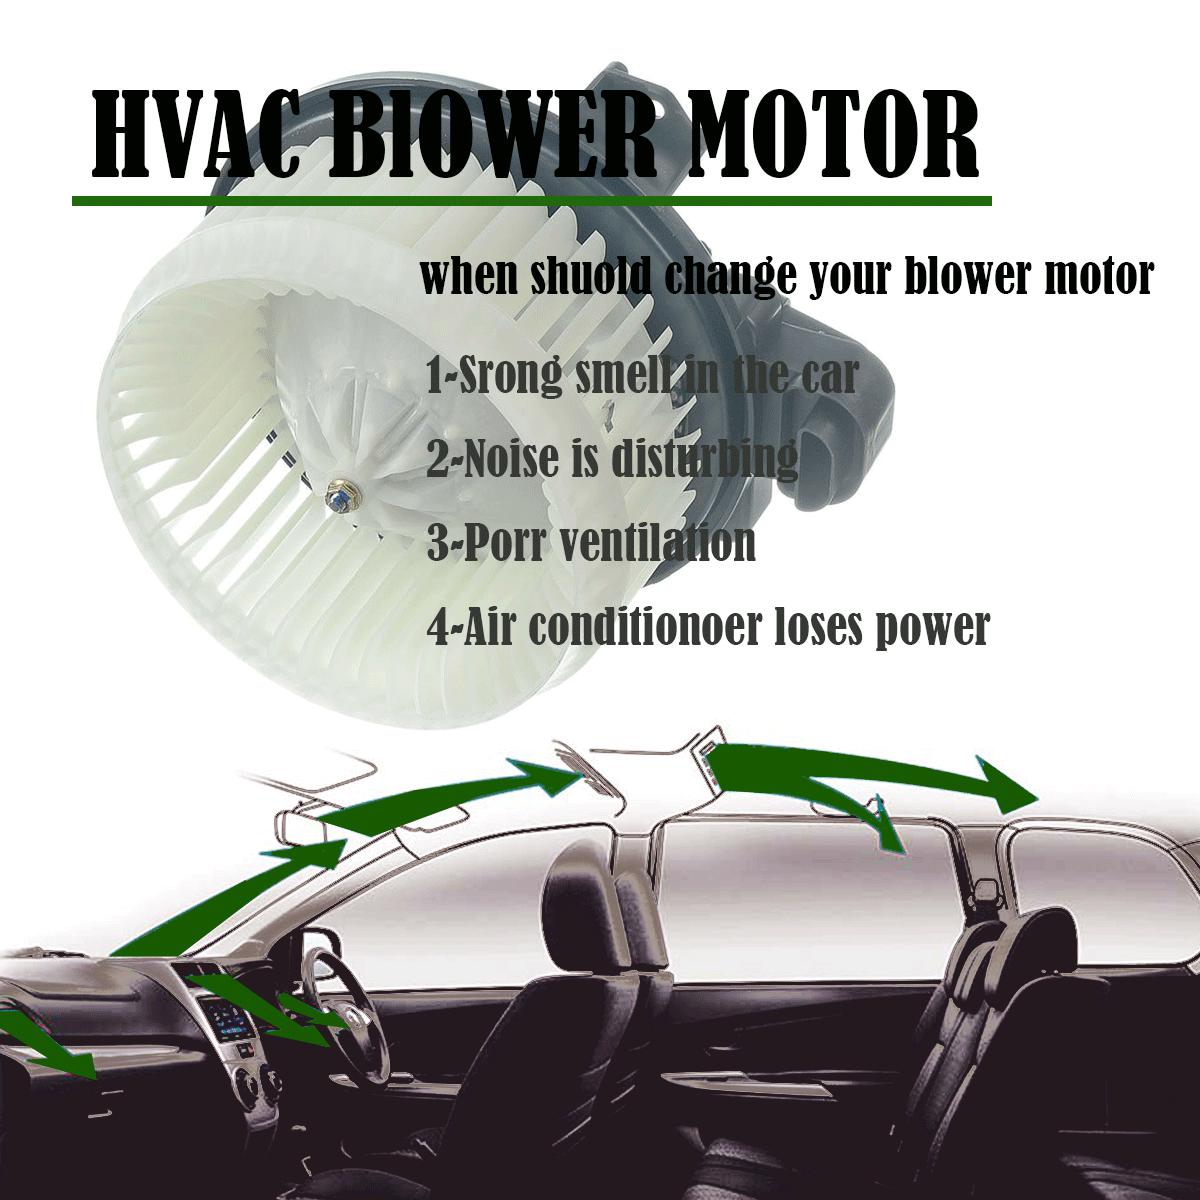 HVAC BlOWER MOTOR
when shuold change your blower motor
1-Srong smell in the car
2-Noise is disturbing
3-Porr ventilation
4-Air conditionoer loses power